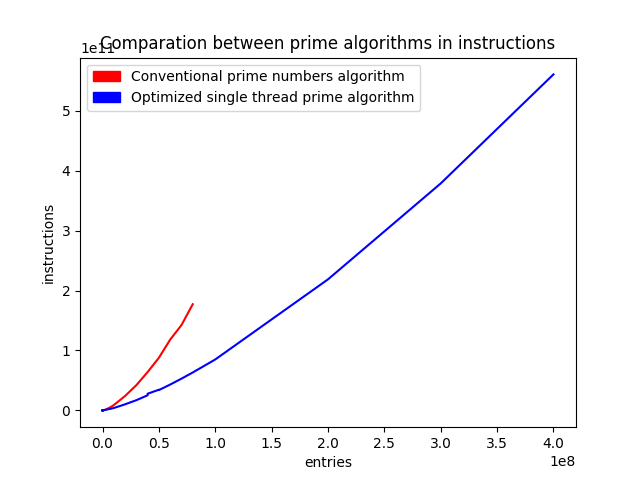 Comparation between prime algorithms in instructions
1e11
Conventional prime numbers algorithm
Optimized single thread prime algorithm
5
4
3
2
1
0
instructions
0.0 0.5 1.0 1.5 2.0 2.5 3.0 3.5 4.0
entries
1e8